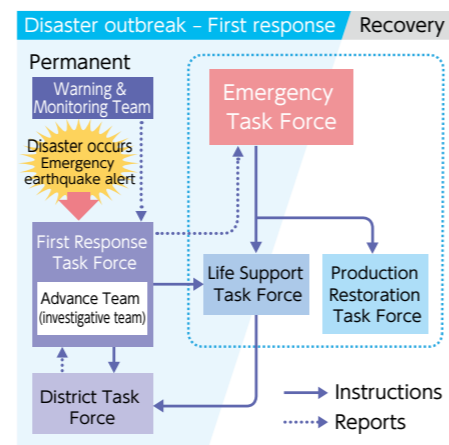 Disaster outbreak – First response
Recovery
Permanent
Warning &
Monitoring Team
Disaster occurs
Emergency
earthquake alert
First Response
Task Force
Advance Team
(investigative team)
District Task
Force
Emergency
Task Force
Life Support
Task Force
Production
Restoration
Task Force
Instructions
Reports